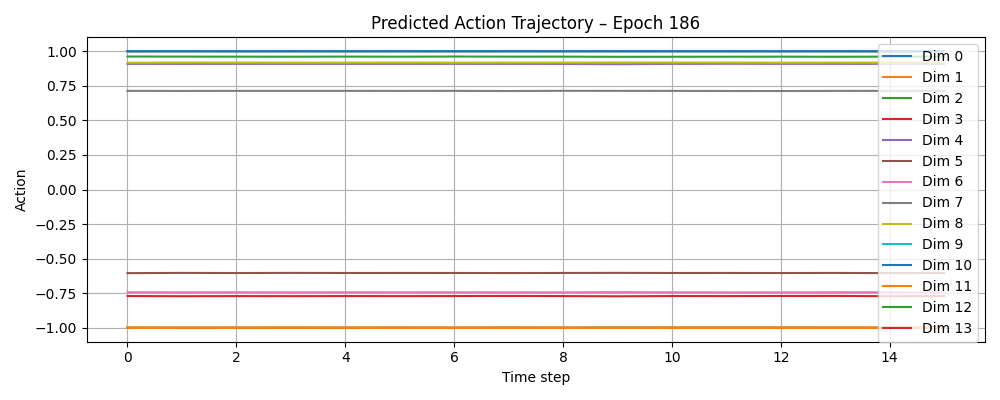 Predicted Action Trajectory – Epoch 186
Action
1.00
0.75
0.50
0.25
0.00
−0.25
−0.50
−0.75
−1.00
0
2
4
6
8
10
12
14
Time step
Dim 0
Dim 1
Dim 2
Dim 3
Dim 4
Dim 5
Dim 6
Dim 7
Dim 8
Dim 9
Dim 10
Dim 11
Dim 12
Dim 13